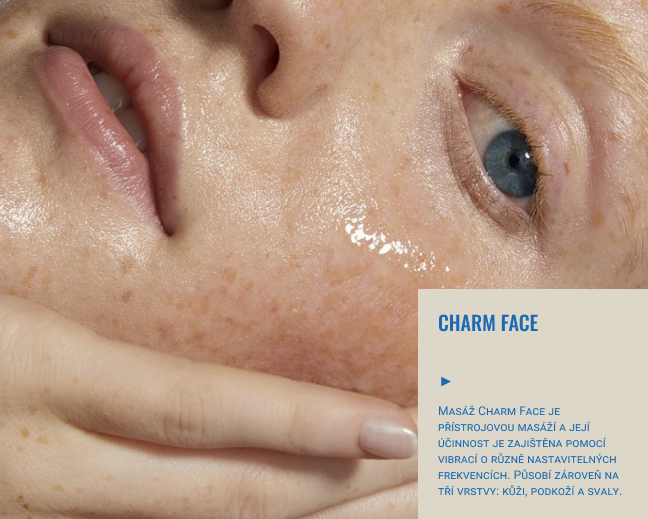 CHARM FACE
►
Masáž Charm Face je
přístrojovou masáží a její
účinnost je zajištěna pomocí
vibrací o různě nastavitelných
frekvencích. Působí zároveň na
tří vrstvy: kůži, podkoží a svaly.